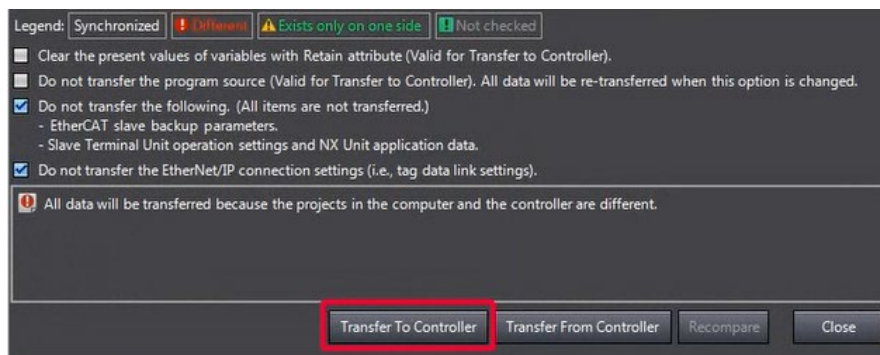 Legend: Synchronized Different Exists only on one side Not checked
Clear the present values of variables with Retain attribute (Valid for Transfer to Controller).
Do not transfer the program source (Valid for Transfer to Controller). All data will be re-transferred when this option is changed.
Do not transfer the following. (All items are not transferred.)
- EtherCAT slave backup parameters.
- Slave Terminal Unit operation settings and NX Unit application data.
Do not transfer the EtherNet/IP connection settings (i.e., tag data link settings).
All data will be transferred because the projects in the computer and the controller are different.
Transfer To Controller Transfer From Controller Recompare Close